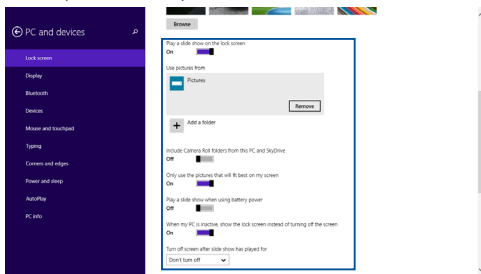 PC and devices
Lock screen
Display
Bluetooth
Devices
Mouse and touchpad
Typing
Corners and edges
Power and sleep
AutoPlay
PC info
Browse
Play a slide show on the lock screen
On
Use pictures from
Pictures
Remove
Add a folder
Include Camera Roll folders from this PC and SkyDrive
Off
Only use the pictures that will fit best on my screen
On
Play a slide show when using battery power
Off
When my PC is inactive, show the lock screen instead of turning off the screen
On
Turn off screen after slide show has played for
Don't turn off